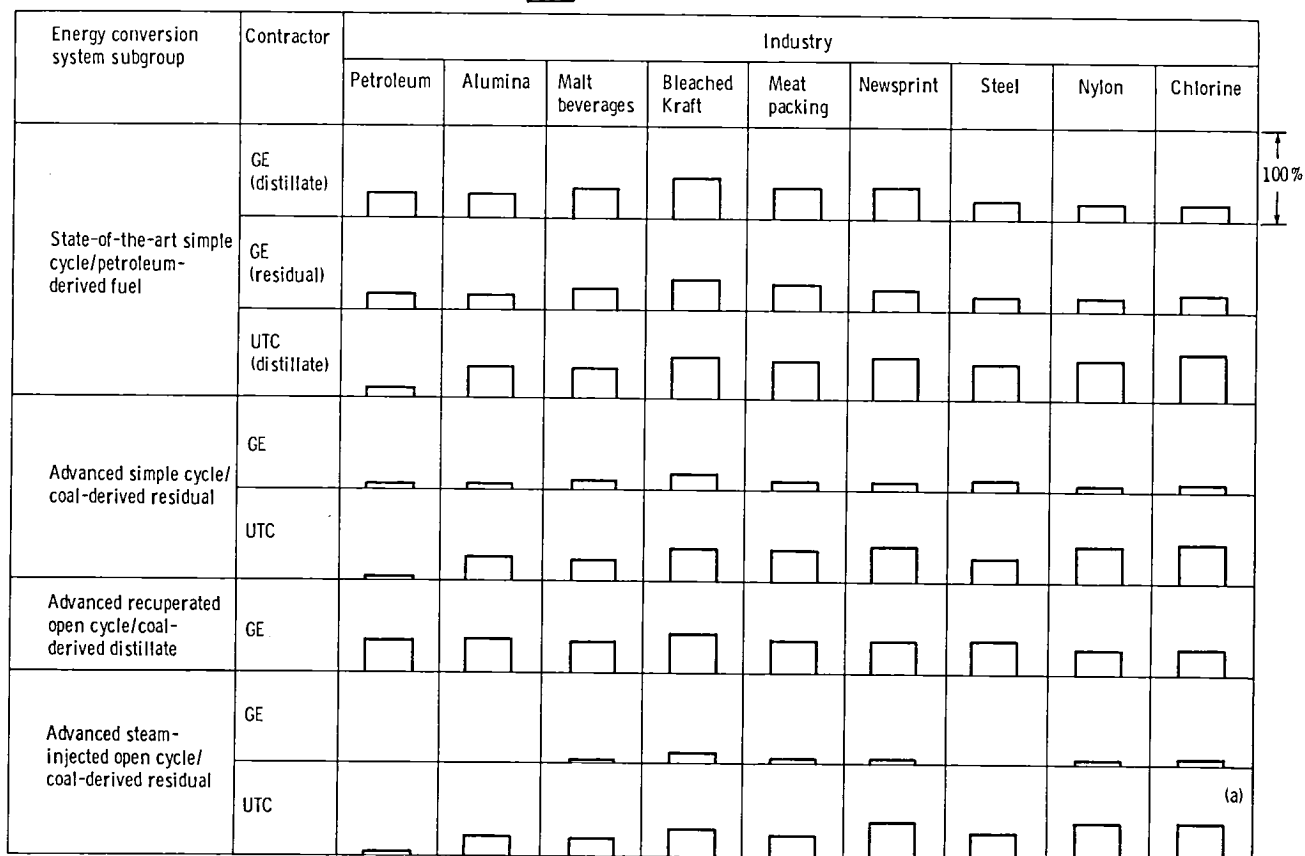 Energy conversion
system subgroup
Contractor
Industry
Petroleum
Alumina
Malt
beverages
Bleached
Kraft
Meat
packing
Newsprint
Steel
Nylon
Chlorine
100%
State-of-the-art simple
cycle/petroleum-
derived fuel
GE
(distillate)
GE
(residual)
UTC
(distillate)
Advanced simple cycle/
coal-derived residual
GE
UTC
Advanced recuperated
open cycle/coal-
derived distillate
GE
Advanced steam-
injected open cycle/
coal-derived residual
GE
UTC
(a)